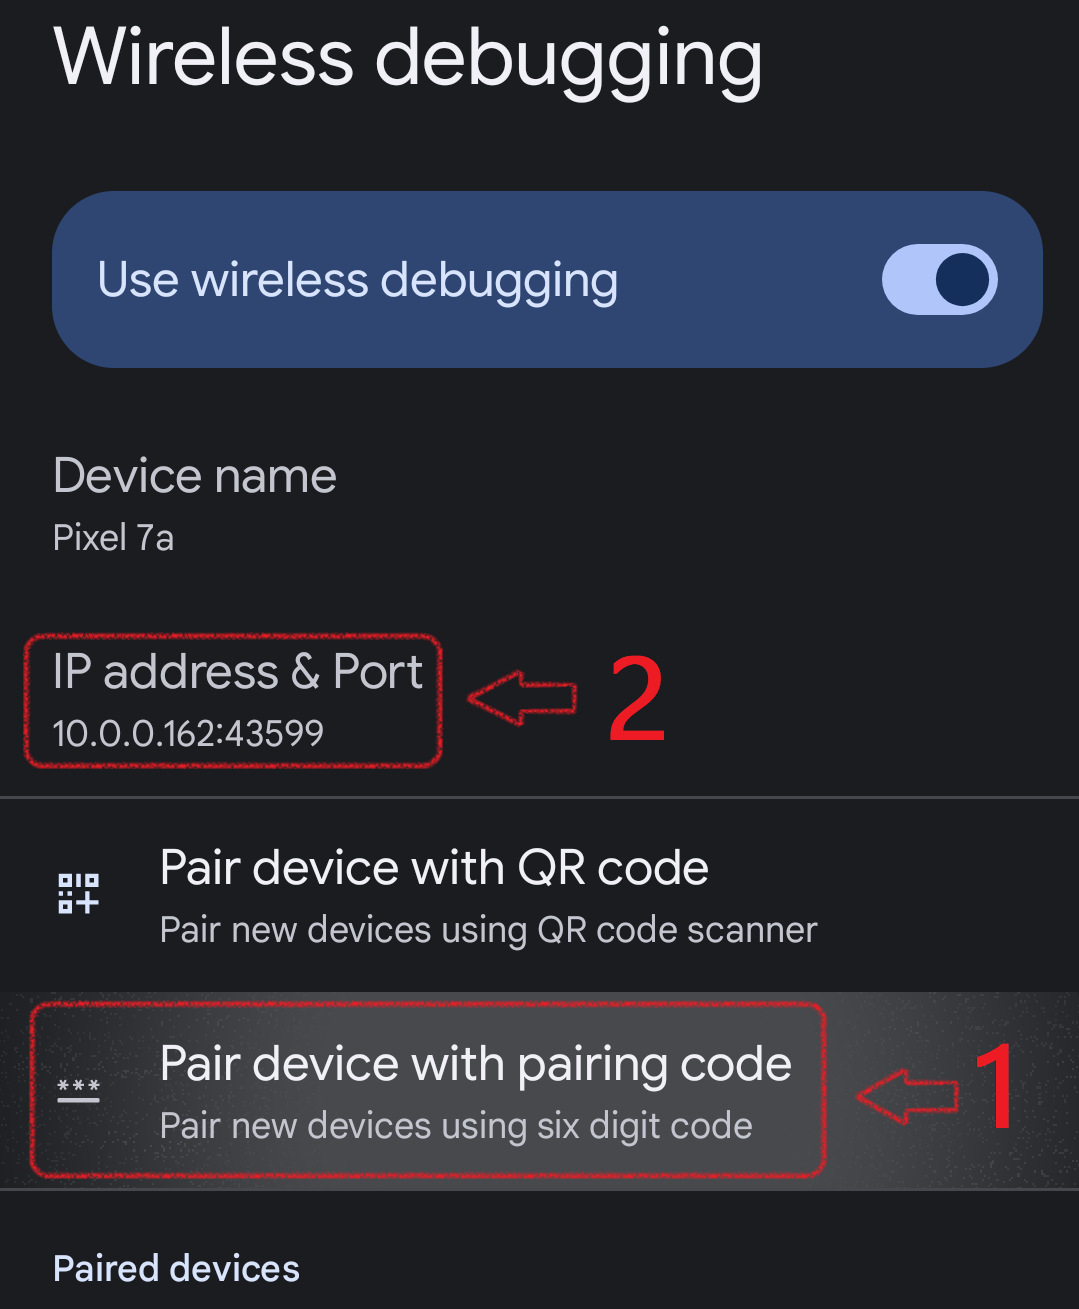 Wireless debugging
Use wireless debugging
Device name
Pixel 7a
IP address & Port
10.0.0.162:43599
2
Pair device with QR code
Pair new devices using QR code scanner
***
Pair device with pairing code
Pair new devices using six digit code
1
Paired devices